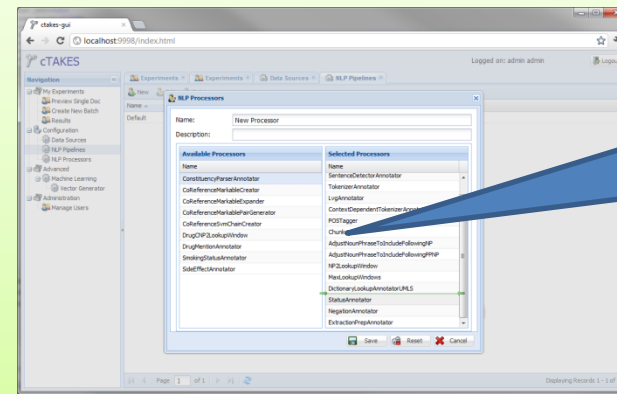 ctakes-gui
localhost:9998/index.html
cTAKES
Logged on: admin admin
Logou
Navigation
Experiments
Experiments
Data Sources
NLP Pipelines
My Experiments
Preview Single Doc
Create New Batch
Results
Configuration
Data Sources
NLP Pipelines
NLP Processors
Advanced
Machine Learning
Vector Generator
Administration
Manage Users
New
Name
Default
NLP Processors
Name: New Processor
Description:
Available Processors
Name
ConstituencyParserAnnotator
CoReferenceMarkableCreator
CoReferenceMarkableExpander
CoReferenceMarkablePairGenerator
CoReferenceSvmChainCreator
DrugCNP2LookupWindow
DrugMentionAnnotator
SmokingStatusAnnotator
SideEffectAnnotator
Selected Processors
Name
SentenceDetectorAnnotator
TokenizerAnnotator
LvgAnnotator
ContextDependentTokenizerAnnota
POSTagger
Chunke
AdjustNounPhraseToIncludeFollowingNP
AdjustNounPhraseToIncludeFollowingPPNP
NP2LookupWindow
MaxLookupWindows
DictionaryLookupAnnotatorUMLS
StatusAnnotator
NegationAnnotator
ExtractionPrepAnnotator
Save Reset Cancel
Page 1 of 1
Displaying Records 1 - 1 of